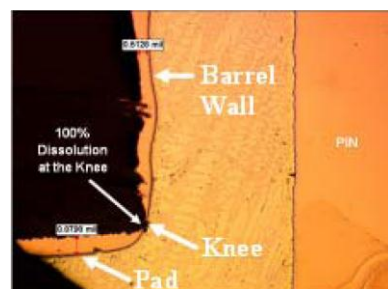 0.6126 mil
Barrel
Wall
PIN
100%
Dissolution
at the Knee
0.0798 mil
Knee
Pad